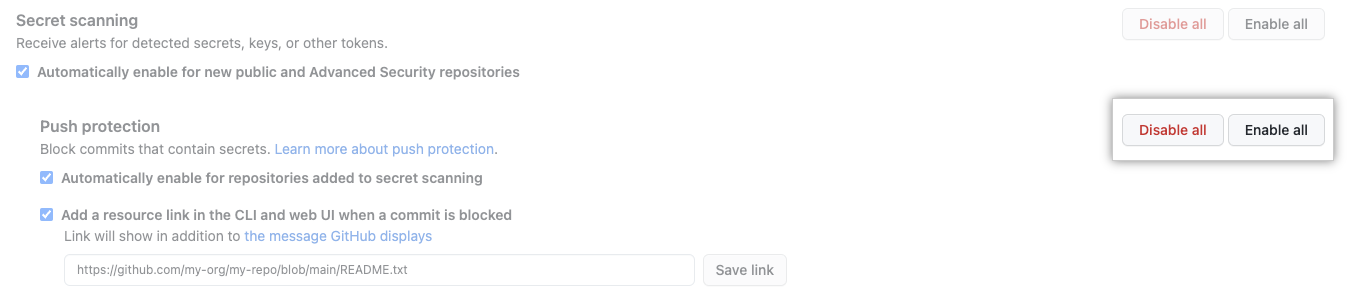 Secret scanning
Disable all
Enable all
Receive alerts for detected secrets, keys, or other tokens.
Automatically enable for new public and Advanced Security repositories
Push protection
Disable all
Enable all
Block commits that contain secrets. Learn more about push protection.
Automatically enable for repositories added to secret scanning
Add a resource link in the CLI and web UI when a commit is blocked
Link will show in addition to the message GitHub displays
https://github.com/my-org/my-repo/blob/main/README.txt
Save link